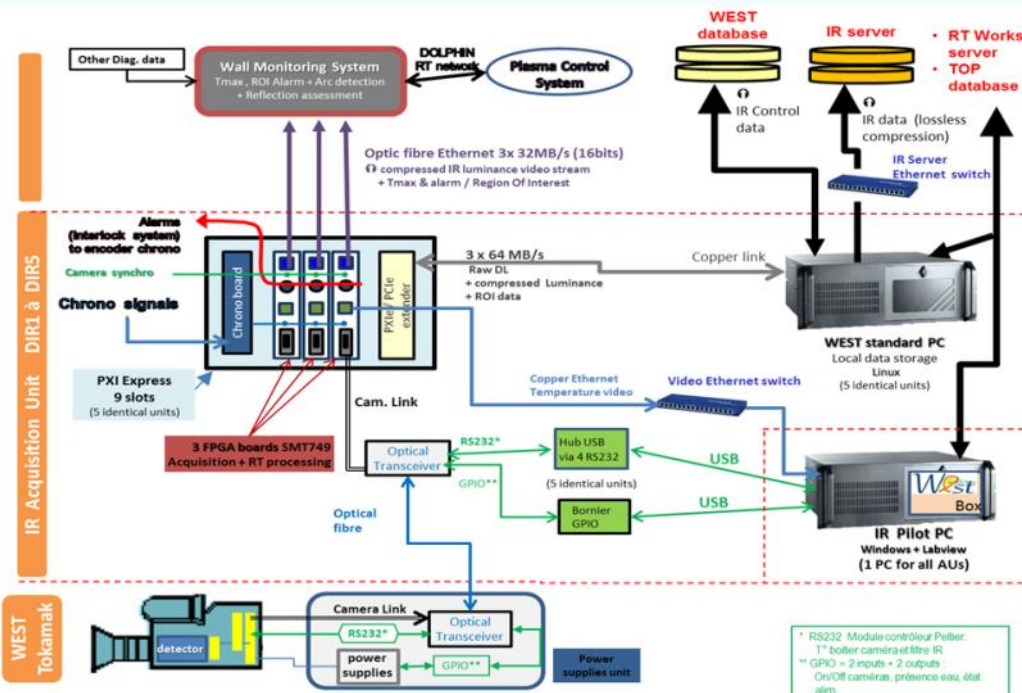 WEST
database
IR server
• RT Works
server
• TOP
database
Other Diag. data
Wall Monitoring System
Tmax , ROI Alarm + Arc detection
+ Reflection assessment
DOLPHIN
RT network
Plasma Control
System
IR Control
data
IR data (lossless
compression)
IR Server
Ethernet switch
Optic fibre Ethernet 3x 32MB/s (16bits)
compressed IR luminance video stream
+ Tmax & alarm / Region Of Interest
IR Acquisition Unit DIR1 à DIR5
Alarms
(Interlock system)
to encoder chrono
Camera synchro
Chrono signals
Chrono board
PXIe/ PCIe
extender
3 x 64 MB/s
Raw DL
+ compressed Luminance
+ ROI data
Copper link
WEST standard PC
Local data storage
Linux
(5 identical units)
PXI Express
9 slots
(5 identical units)
Cam. Link
Copper Ethernet
Temperature video
Video Ethernet switch
3 FPGA boards SMT749
Acquisition + RT processing
Optical
Transceiver
RS232*
GPIO**
Hub USB
via 4 RS232
(5 identical units)
Bornier
GPIO
USB
USB
West
Box
IR Pilot PC
Windows + Labview
(1 PC for all AUs)
Optical
fibre
WEST
Tokamak
detector
Camera Link
RS232*
Optical
Transceiver
power
supplies
GPIO**
Power
supplies unit
* RS232 Module contrôleur Peltier:
T° boitier caméra et filtre IR
** GPIO = 2 inputs + 2 outputs :
On/Off caméras, présence eau, état
alim